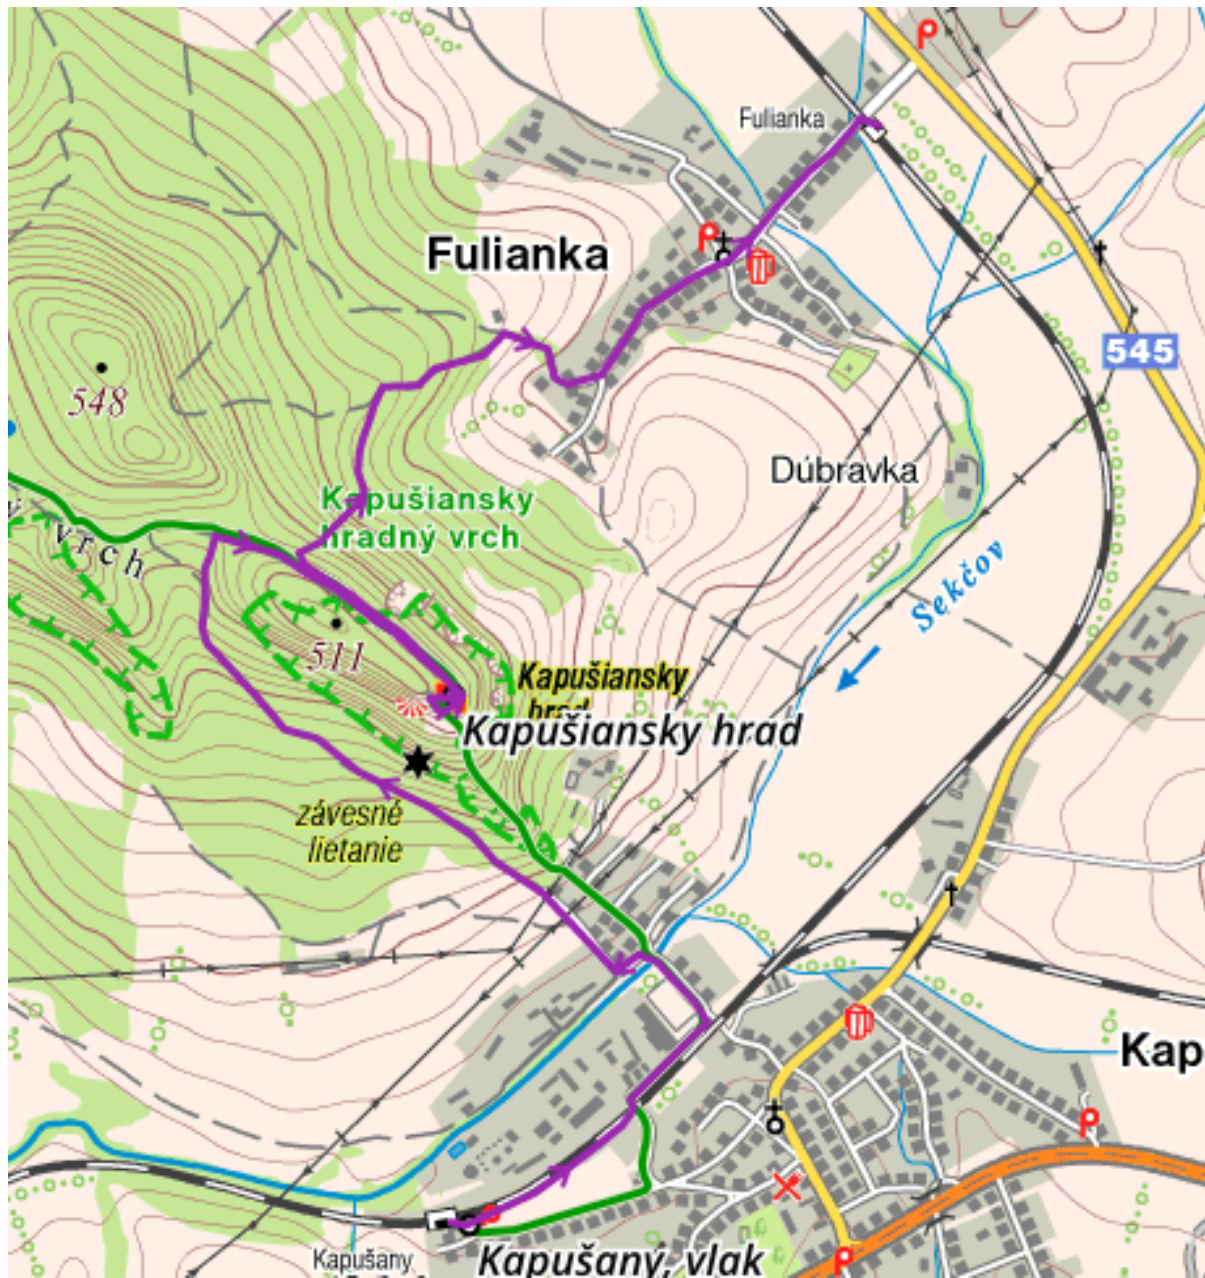 Fulianka
Fulianka
545
548
Dúbravka
Kapušiansky
hradný vrch
vrch
Sekčov
511
Kapušiansky
hrad
Kapušiansky hrad
závesné
lietanie
Kap
Kapušany
Kapušany, vlak